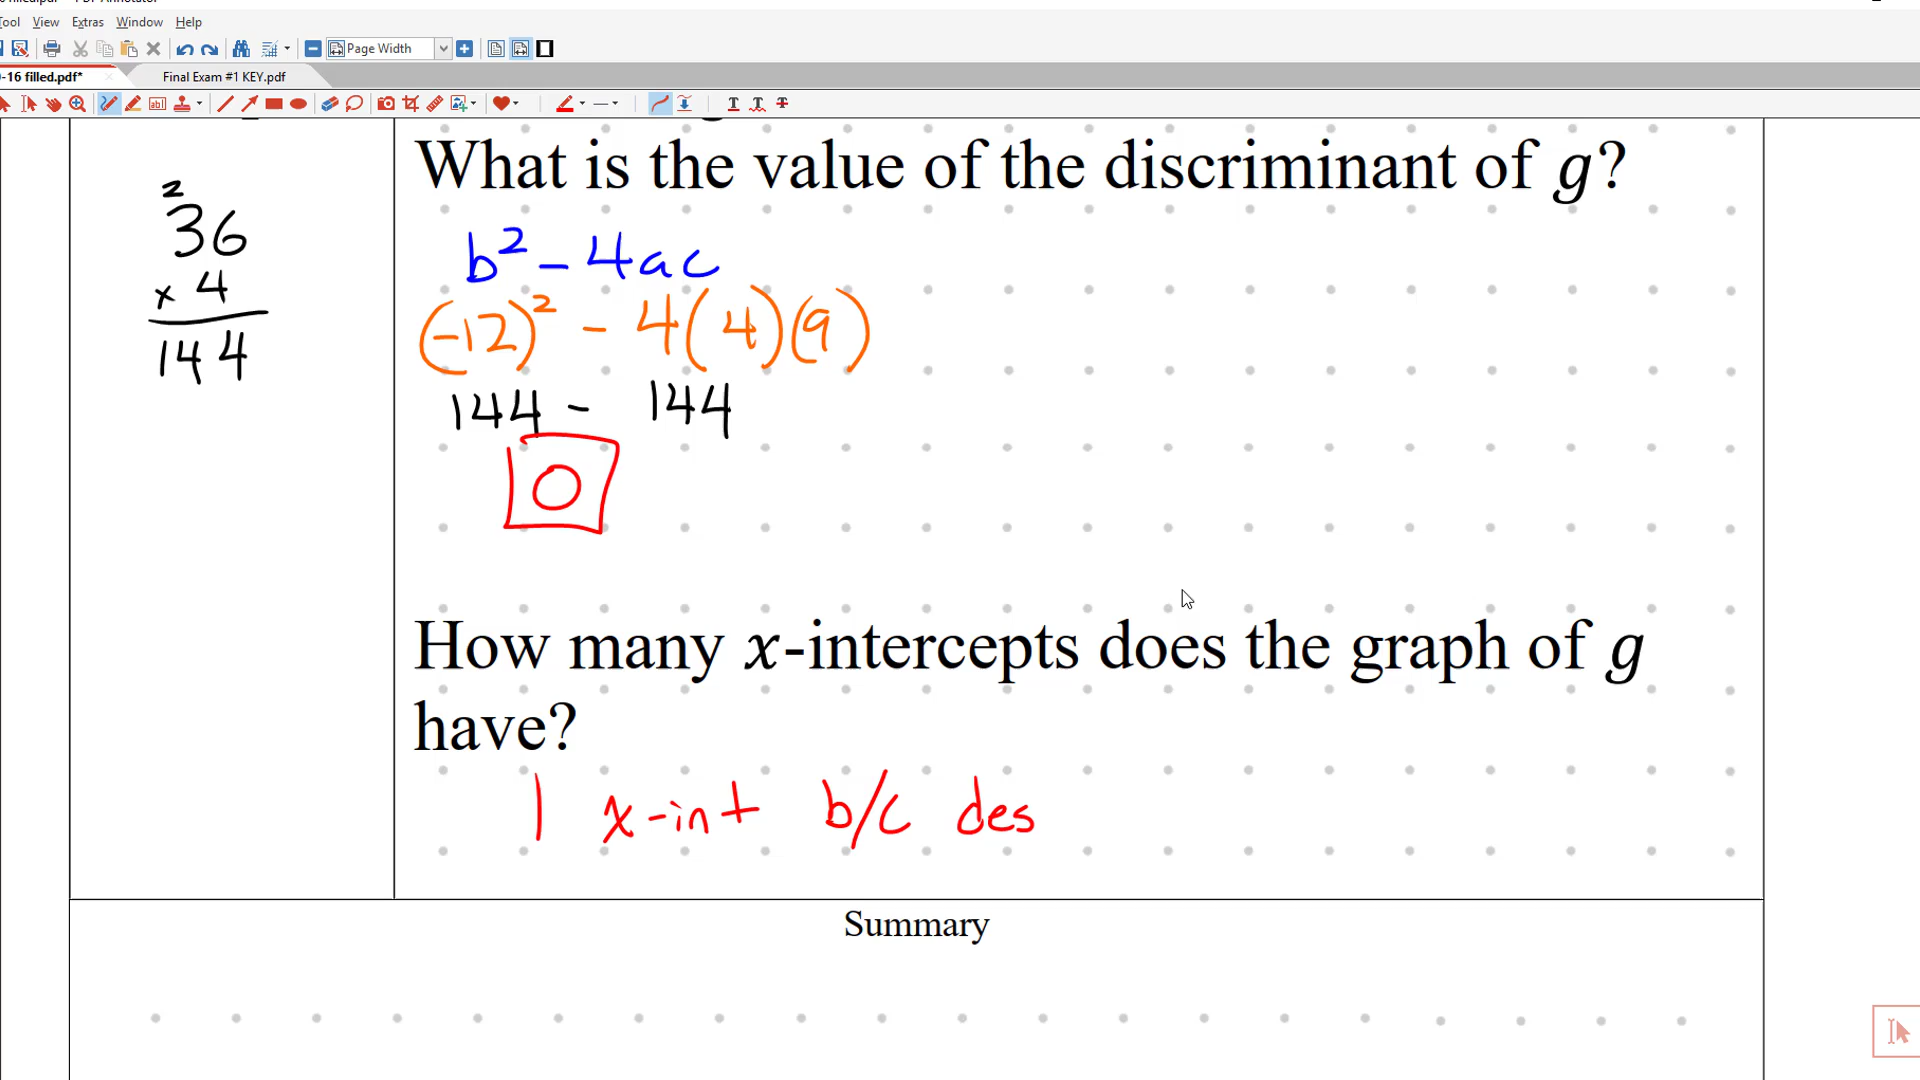 Tool View Extras Window Help
Page Width
-16 filled.pdf* Final Exam #1 KEY.pdf
What is the value of the discriminant of g?
b² - 4ac
(-12)² - 4(4)(9)
144 - 144
0
2
36
x 4
144
How many x-intercepts does the graph of g
have?
1 x-int b/c des
Summary